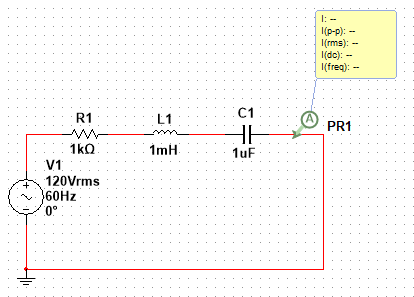 I: --
I(p-p): --
I(rms): --
I(dc): --
I(freq): --
A
R1
L1
C1
PR1
1kΩ
1mH
1uF
V1
120Vrms
60Hz
0°